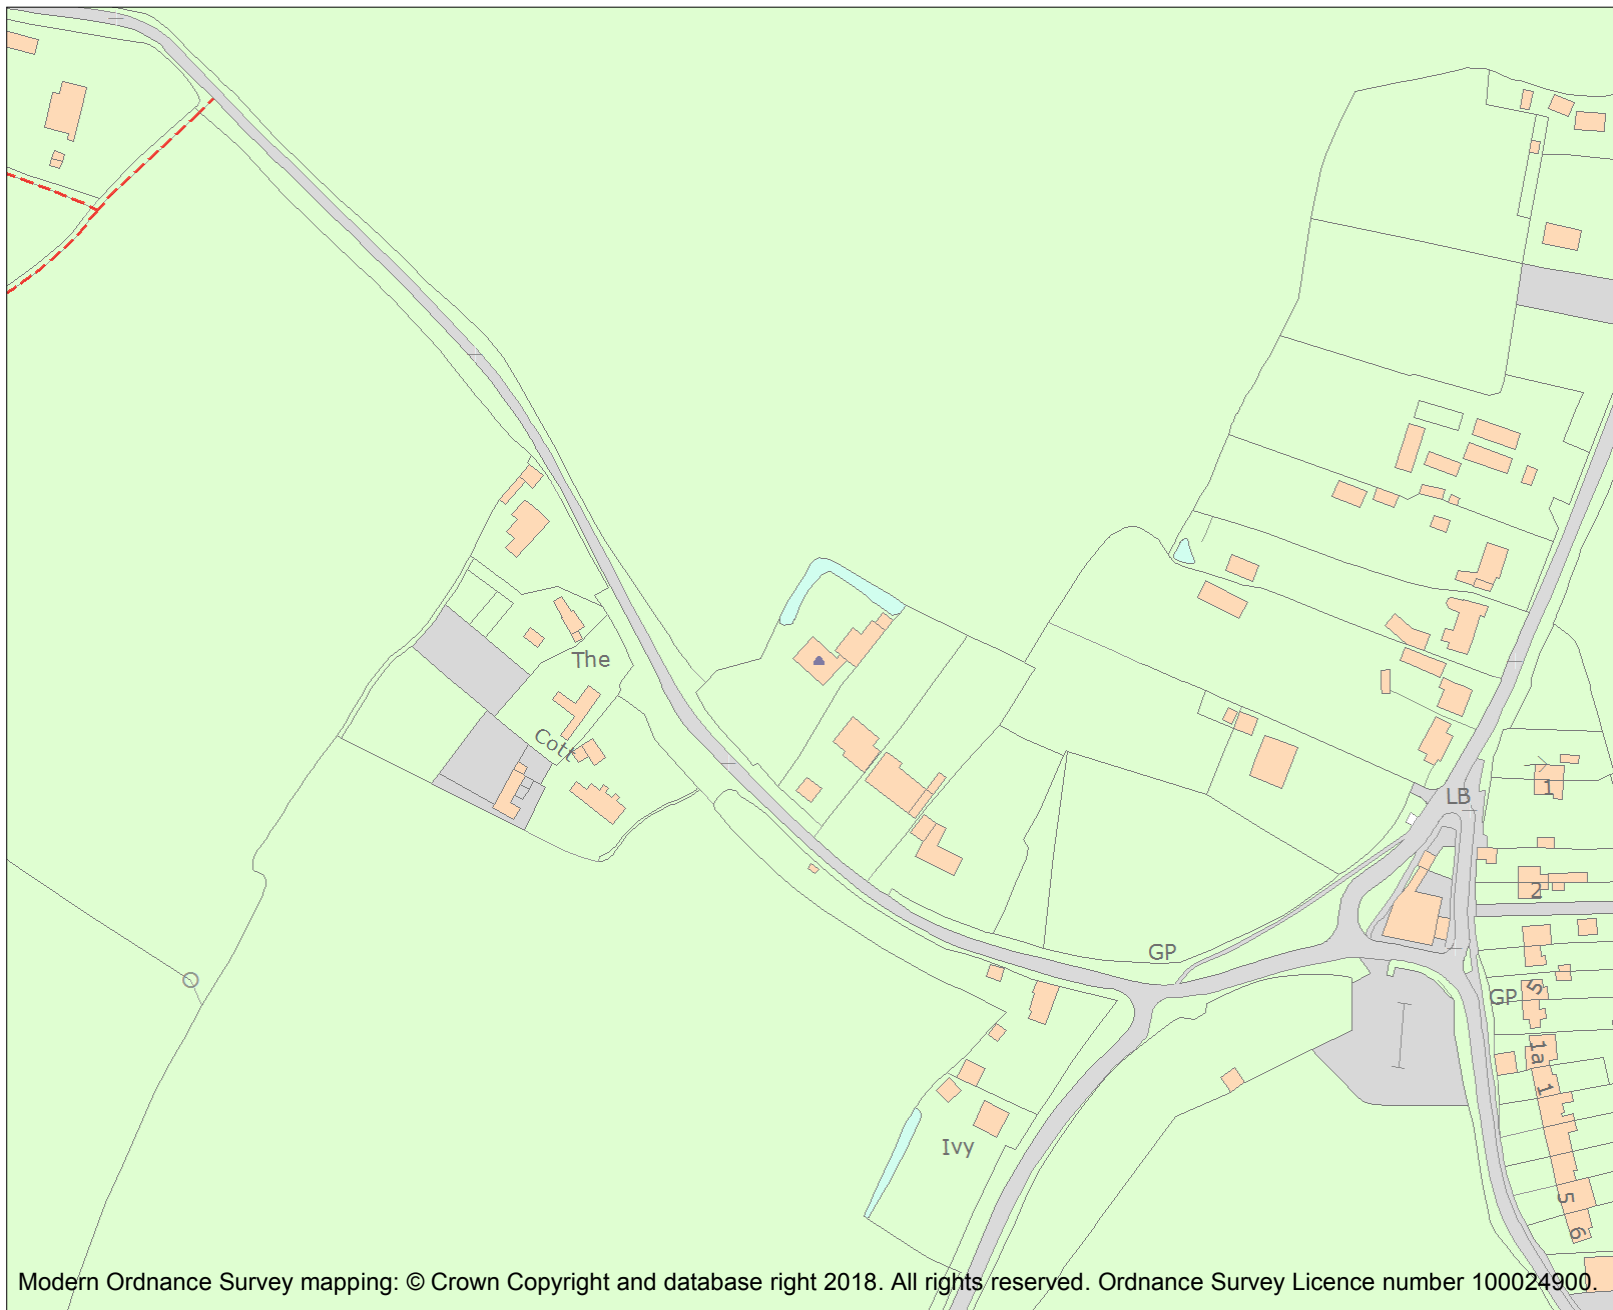 The
Cott
LB
1
2
GP
GP
5
1a
1
Ivy
5
6
Modern Ordnance Survey mapping: © Crown Copyright and database right 2018. All rights reserved. Ordnance Survey Licence number 100024900.